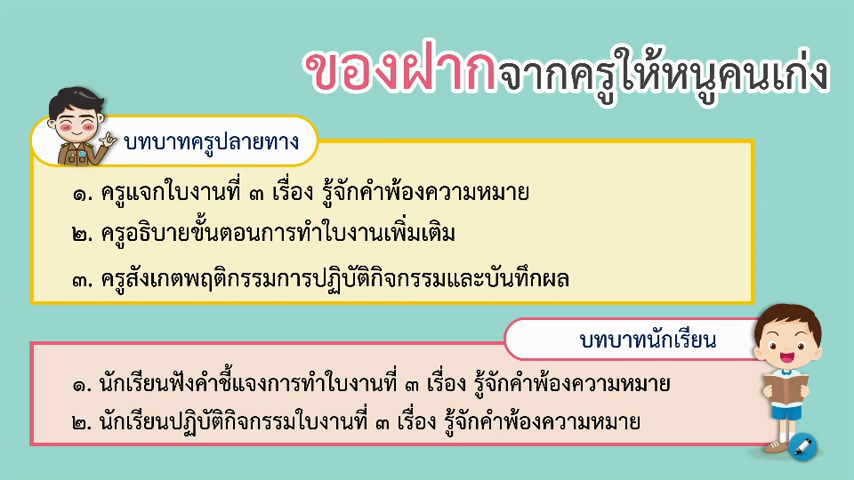 ของฝากจากครูให้หนูคนเก่ง
บทบาทครูปลายทาง
๑. ครูแจกใบงานที่ ๓ เรื่อง รู้จักคำพ้องความหมาย
๒. ครูอธิบายขั้นตอนการทำใบงานเพิ่มเติม
๓. ครูสังเกตพฤติกรรมการปฏิบัติกิจกรรมและบันทึกผล
บทบาทนักเรียน
๑. นักเรียนฟังคำชี้แจงการทำใบงานที่ ๓ เรื่อง รู้จักคำพ้องความหมาย
๒. นักเรียนปฏิบัติกิจกรรมใบงานที่ ๓ เรื่อง รู้จักคำพ้องความหมาย